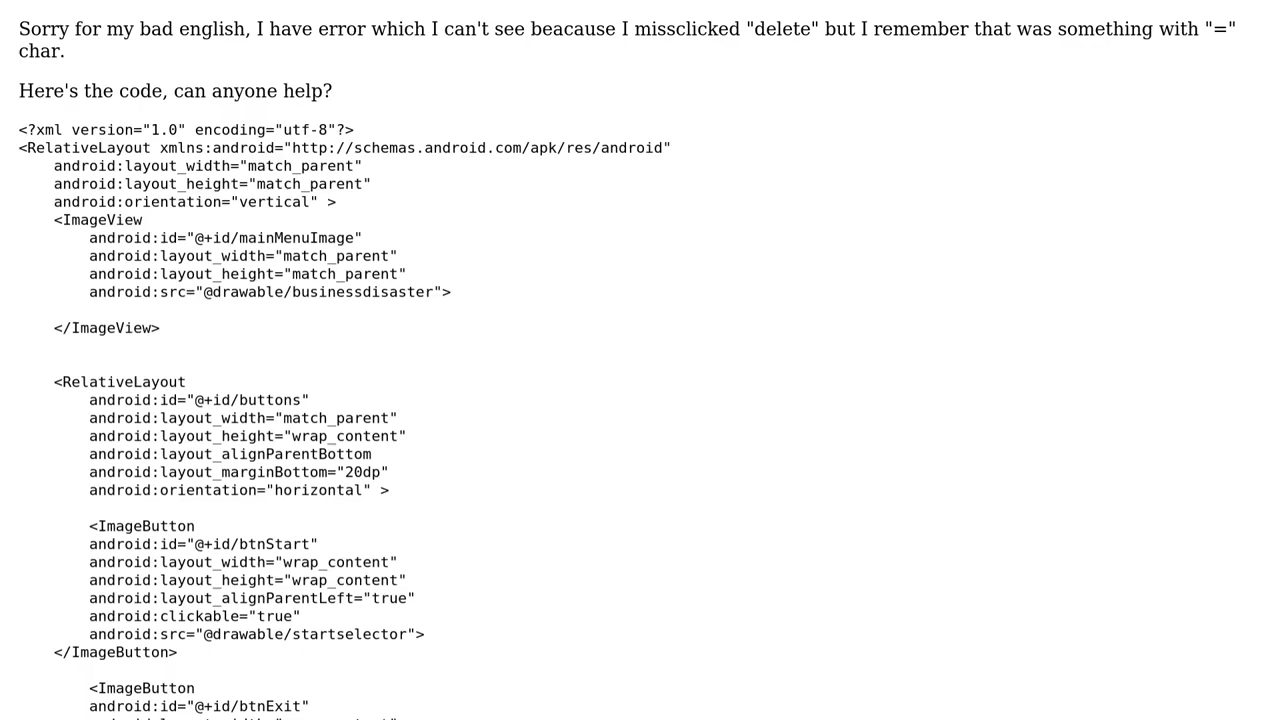 Sorry for my bad english, I have error which I can't see beacause I missclicked "delete" but I remember that was something with "="
char.
Here's the code, can anyone help?
<?xml version="1.0" encoding="utf-8"?>
<RelativeLayout xmlns:android="http://schemas.android.com/apk/res/android"
    android:layout_width="match_parent"
    android:layout_height="match_parent"
    android:orientation="vertical" >
    <ImageView
        android:id="@+id/mainMenuImage"
        android:layout_width="match_parent"
        android:layout_height="match_parent"
        android:src="@drawable/businessdisaster">
    </ImageView>
    <RelativeLayout
        android:id="@+id/buttons"
        android:layout_width="match_parent"
        android:layout_height="wrap_content"
        android:layout_alignParentBottom
        android:layout_marginBottom="20dp"
        android:orientation="horizontal" >
        <ImageButton
        android:id="@+id/btnStart"
        android:layout_width="wrap_content"
        android:layout_height="wrap_content"
        android:layout_alignParentLeft="true"
        android:clickable="true"
        android:src="@drawable/startselector">
    </ImageButton>
        <ImageButton
        android:id="@+id/btnExit"